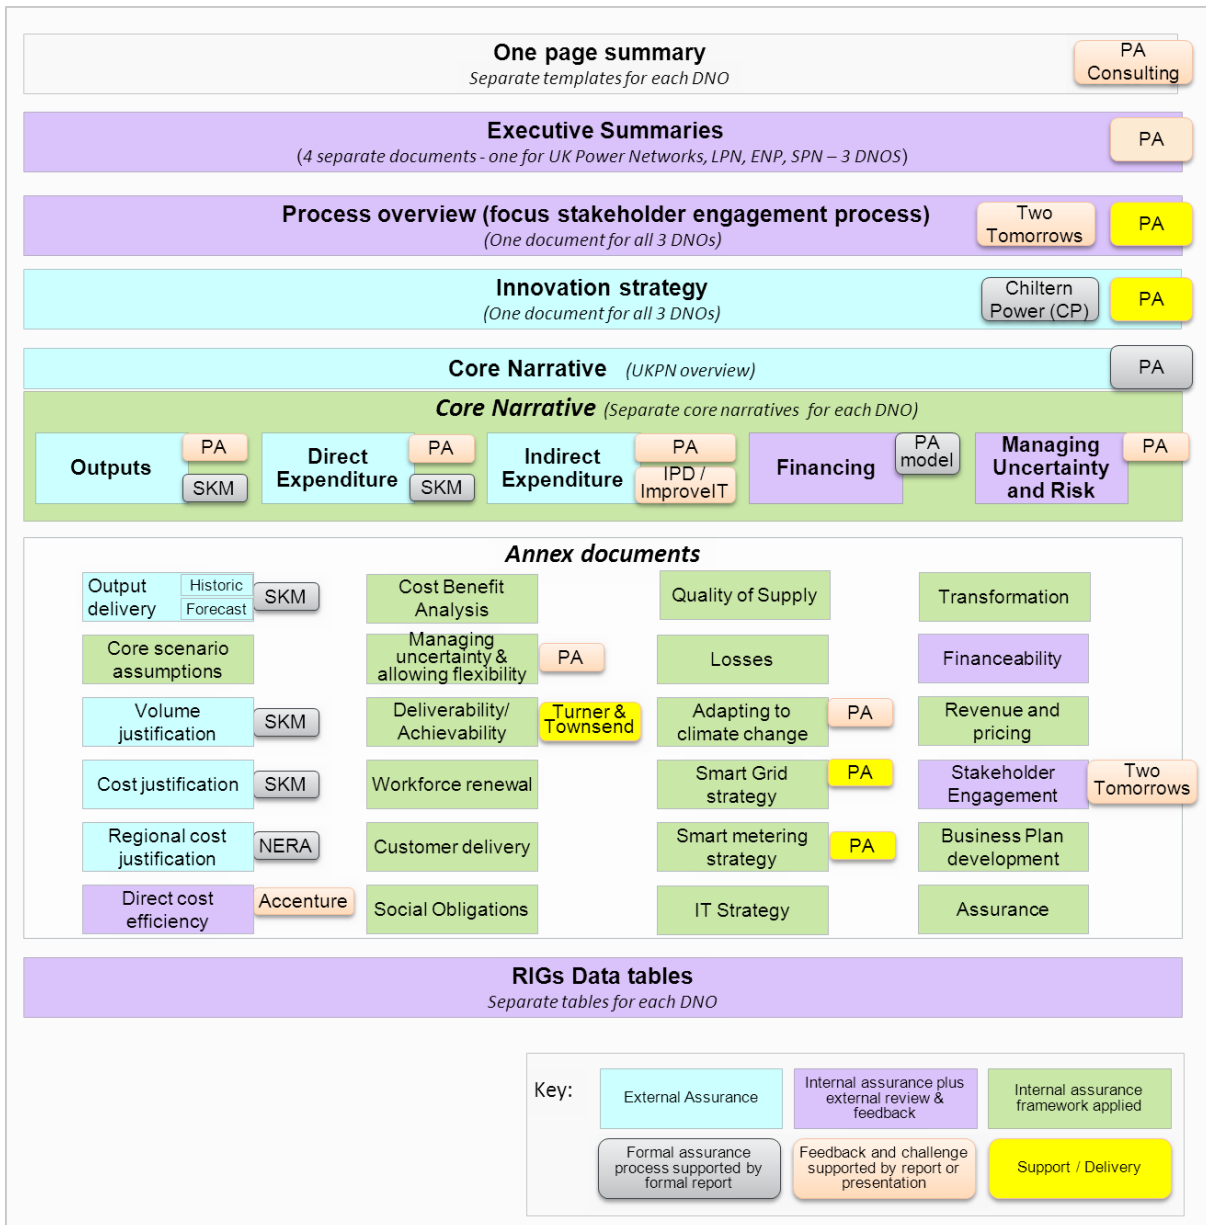 One page summary
Separate templates for each DNO
PA
Consulting
Executive Summaries
(4 separate documents - one for UK Power Networks, LPN, ENP, SPN – 3 DNOS)
PA
Process overview (focus stakeholder engagement process)
(One document for all 3 DNOs)
Two
Tomorrows
PA
Innovation strategy
(One document for all 3 DNOs)
Chiltern
Power (CP)
PA
Core Narrative (UKPN overview)
PA
Core Narrative (Separate core narratives for each DNO)
Outputs
PA
SKM
Direct
Expenditure
PA
SKM
Indirect
Expenditure
PA
IPD /
ImproveIT
Financing
PA
model
Managing
Uncertainty
and Risk
PA
Annex documents
Output
delivery
Historic
Forecast
SKM
Cost Benefit
Analysis
Quality of Supply
Transformation
Core scenario
assumptions
Managing
uncertainty &
allowing flexibility
PA
Losses
Financeability
Volume
justification
SKM
Deliverability/
Achievability
Turner &
Townsend
Adapting to
climate change
PA
Revenue and
pricing
Cost justification
SKM
Workforce renewal
Smart Grid
strategy
PA
Stakeholder
Engagement
Two
Tomorrows
Regional cost
justification
NERA
Customer delivery
Smart metering
strategy
PA
Business Plan
development
Direct cost
efficiency
Accenture
Social Obligations
IT Strategy
Assurance
RIGs Data tables
Separate tables for each DNO
Key:
External Assurance
Internal assurance plus
external review &
feedback
Internal assurance
framework applied
Formal assurance
process supported by
formal report
Feedback and challenge
supported by report or
presentation
Support / Delivery